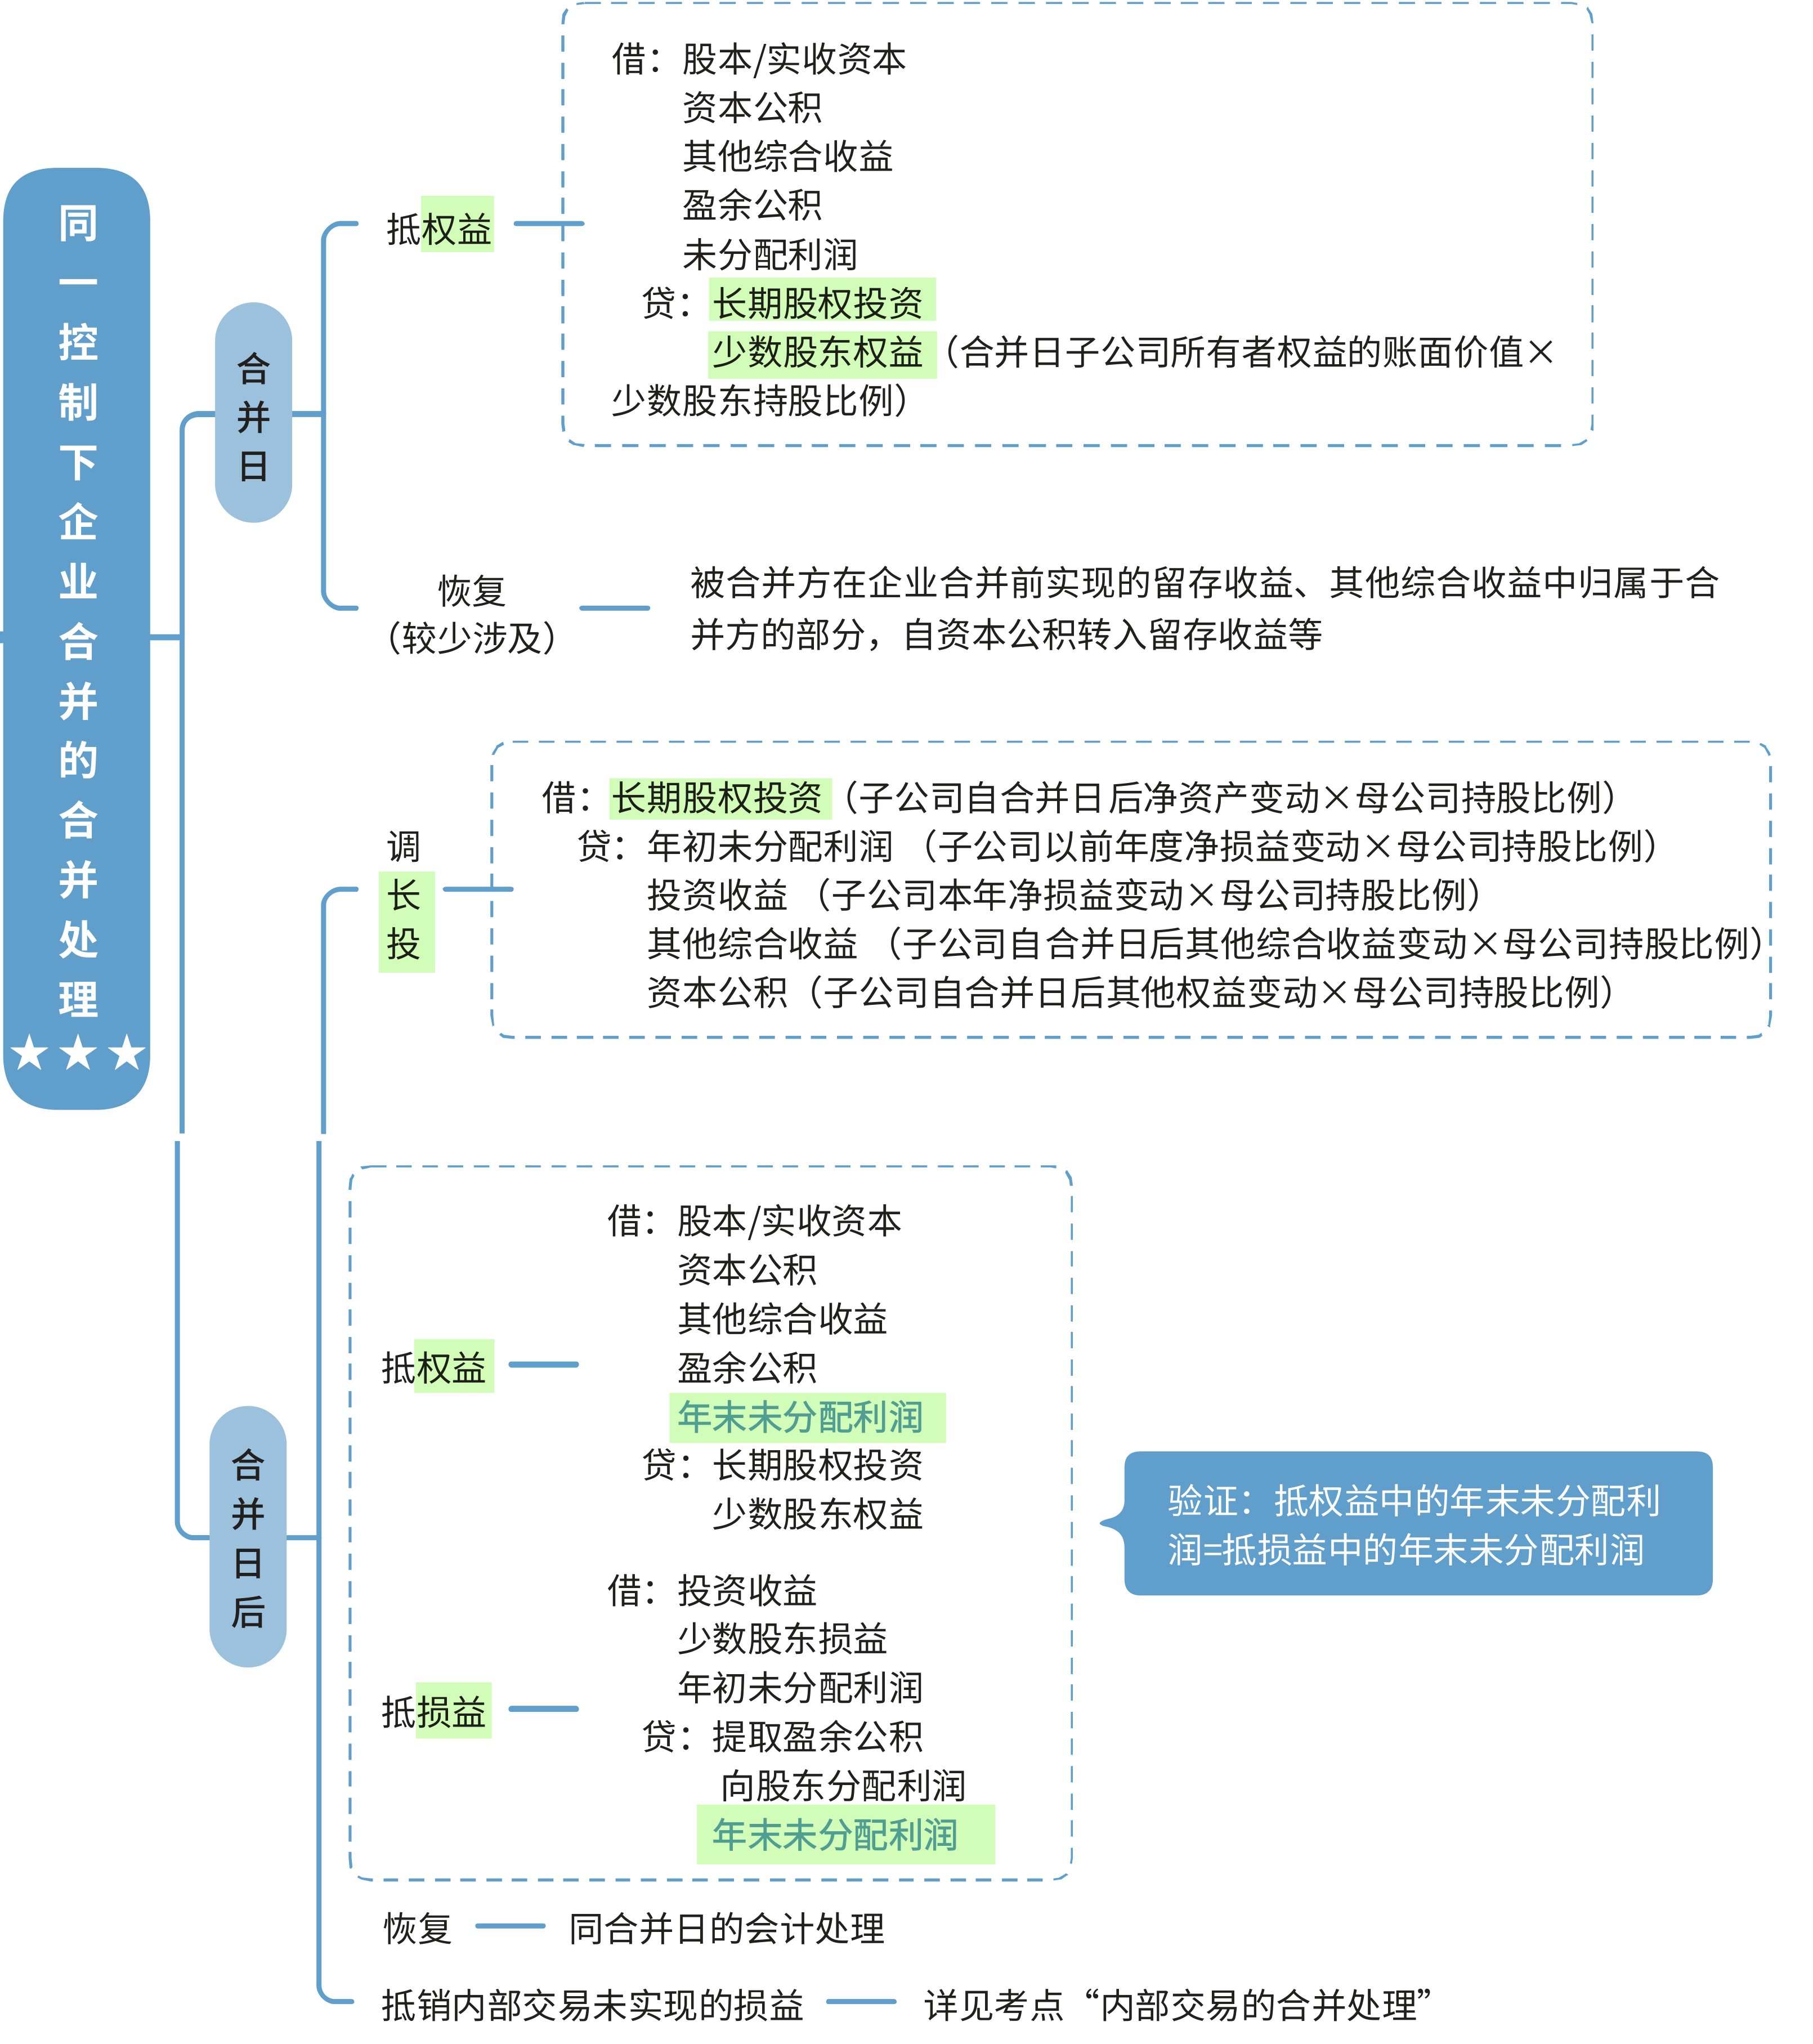 同一控制下企业合并的合并处理
★★★
合并日
抵权益
借：股本/实收资本
资本公积
其他综合收益
盈余公积
未分配利润
贷：长期股权投资
少数股东权益（合并日子公司所有者权益的账面价值×
少数股东持股比例）
恢复
（较少涉及）
被合并方在企业合并前实现的留存收益、其他综合收益中归属于合
并方的部分，自资本公积转入留存收益等
合并日后
调长投
借：长期股权投资（子公司自合并日后净资产变动×母公司持股比例）
贷：年初未分配利润 （子公司以前年度净损益变动×母公司持股比例）
投资收益 （子公司本年净损益变动×母公司持股比例）
其他综合收益 （子公司自合并日后其他综合收益变动×母公司持股比例）
资本公积（子公司自合并日后其他权益变动×母公司持股比例）
抵权益
借：股本/实收资本
资本公积
其他综合收益
盈余公积
年末未分配利润
贷：长期股权投资
少数股东权益
抵损益
借：投资收益
少数股东损益
年初未分配利润
贷：提取盈余公积
向股东分配利润
年末未分配利润
验证：抵权益中的年末未分配利
润=抵损益中的年末未分配利润
恢复
同合并日的会计处理
抵销内部交易未实现的损益
详见考点“内部交易的合并处理”